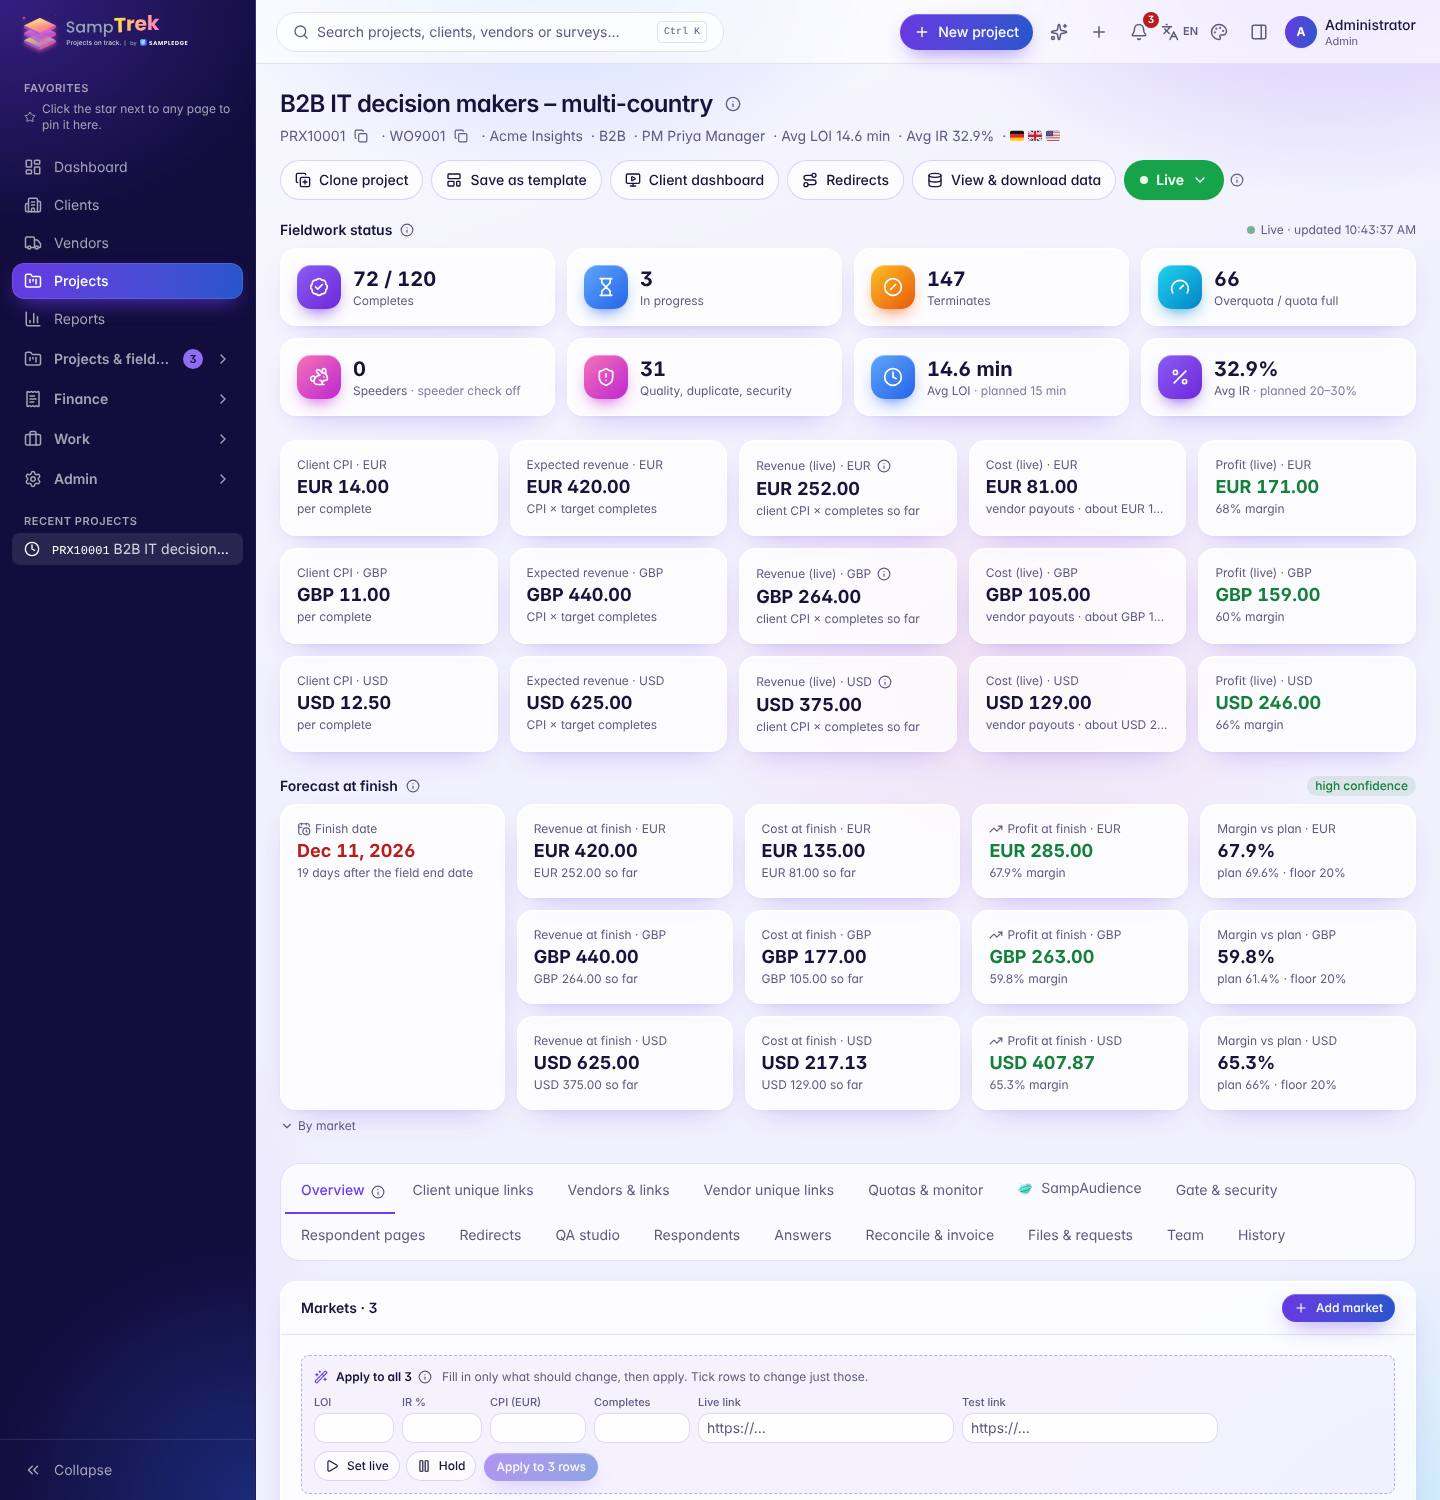 SampTrek
Projects on track. | by SAMPLEDGE
Search projects, clients, vendors or surveys... Ctrl K
New project
3
EN
A
Administrator
Admin
FAVORITES
Click the star next to any page to
pin it here.
Dashboard
Clients
Vendors
Projects
Reports
Projects & field... 3
Finance
Work
Admin
RECENT PROJECTS
PRX10001 B2B IT decision...
Collapse
B2B IT decision makers – multi-country
PRX10001 · WO9001 · Acme Insights · B2B · PM Priya Manager · Avg LOI 14.6 min · Avg IR 32.9% ·
Clone project Save as template Client dashboard Redirects View & download data Live
Fieldwork status Live · updated 10:43:37 AM
72 / 120
Completes
3
In progress
147
Terminates
66
Overquota / quota full
0
Speeders · speeder check off
31
Quality, duplicate, security
14.6 min
Avg LOI · planned 15 min
32.9%
Avg IR · planned 20–30%
Client CPI · EUR
EUR 14.00
per complete
Expected revenue · EUR
EUR 420.00
CPI × target completes
Revenue (live) · EUR
EUR 252.00
client CPI × completes so far
Cost (live) · EUR
EUR 81.00
vendor payouts · about EUR 1...
Profit (live) · EUR
EUR 171.00
68% margin
Client CPI · GBP
GBP 11.00
per complete
Expected revenue · GBP
GBP 440.00
CPI × target completes
Revenue (live) · GBP
GBP 264.00
client CPI × completes so far
Cost (live) · GBP
GBP 105.00
vendor payouts · about GBP 1...
Profit (live) · GBP
GBP 159.00
60% margin
Client CPI · USD
USD 12.50
per complete
Expected revenue · USD
USD 625.00
CPI × target completes
Revenue (live) · USD
USD 375.00
client CPI × completes so far
Cost (live) · USD
USD 129.00
vendor payouts · about USD 2...
Profit (live) · USD
USD 246.00
66% margin
Forecast at finish high confidence
Finish date
Dec 11, 2026
19 days after the field end date
Revenue at finish · EUR
EUR 420.00
EUR 252.00 so far
Cost at finish · EUR
EUR 135.00
EUR 81.00 so far
Profit at finish · EUR
EUR 285.00
67.9% margin
Margin vs plan · EUR
67.9%
plan 69.6% · floor 20%
Revenue at finish · GBP
GBP 440.00
GBP 264.00 so far
Cost at finish · GBP
GBP 177.00
GBP 105.00 so far
Profit at finish · GBP
GBP 263.00
59.8% margin
Margin vs plan · GBP
59.8%
plan 61.4% · floor 20%
Revenue at finish · USD
USD 625.00
USD 375.00 so far
Cost at finish · USD
USD 217.13
USD 129.00 so far
Profit at finish · USD
USD 407.87
65.3% margin
Margin vs plan · USD
65.3%
plan 66% · floor 20%
By market
Overview Client unique links Vendors & links Vendor unique links Quotas & monitor SampAudience Gate & security
Respondent pages Redirects QA studio Respondents Answers Reconcile & invoice Files & requests Team History
Markets · 3 Add market
Apply to all 3 Fill in only what should change, then apply. Tick rows to change just those.
LOI IR % CPI (EUR) Completes Live link Test link
https://... https://...
Set live Hold Apply to 3 rows